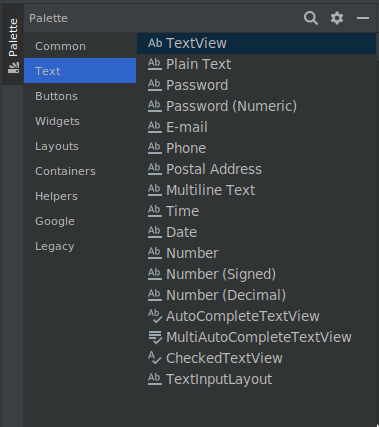 Palette
Palette
Common
Text
Buttons
Widgets
Layouts
Containers
Helpers
Google
Legacy
Ab TextView
Ab Plain Text
Ab Password
Ab Password (Numeric)
Ab E-mail
Ab Phone
Ab Postal Address
Ab Multiline Text
Ab Time
Ab Date
Ab Number
Ab Number (Signed)
Ab Number (Decimal)
Ab AutoCompleteTextView
MultiAutoCompleteTextView
A CheckedTextView
Ab TextInputLayout